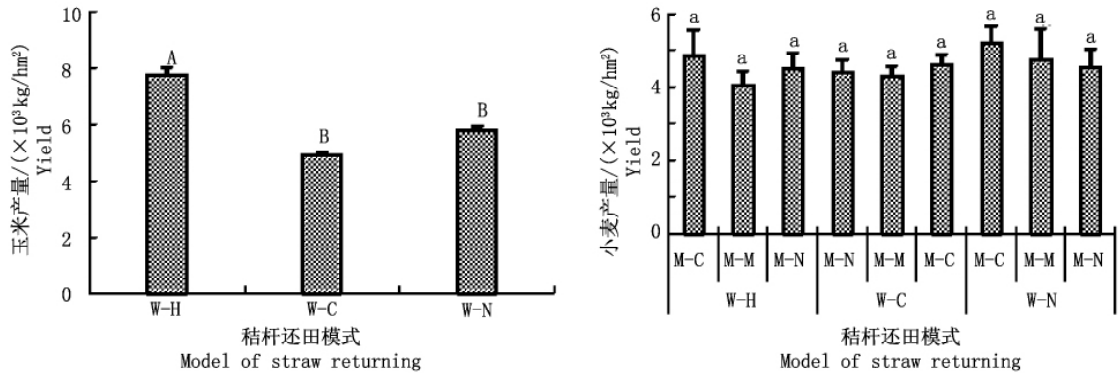 10
8
6
4
2
0
玉米产量/(×10³kg/hm²)
Yield
A
B
B
W-H
W-C
W-N
秸杆还田模式
Model of straw returning
6
4
2
0
小麦产量/(×10³kg/hm²)
Yield
a a a a a a a a a
M-C M-M M-N M-N M-M M-C M-C M-M M-N
W-H W-C W-N
秸杆还田模式
Model of straw returning